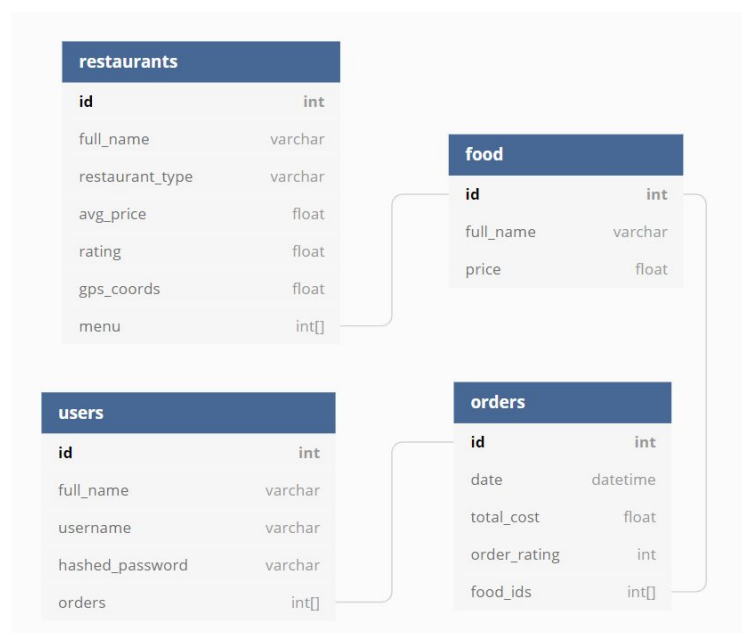 restaurants
id int
full_name varchar
restaurant_type varchar
avg_price float
rating float
gps_coords float
menu int[]
food
id int
full_name varchar
price float
users
id int
full_name varchar
username varchar
hashed_password varchar
orders int[]
orders
id int
date datetime
total_cost float
order_rating int
food_ids int[]